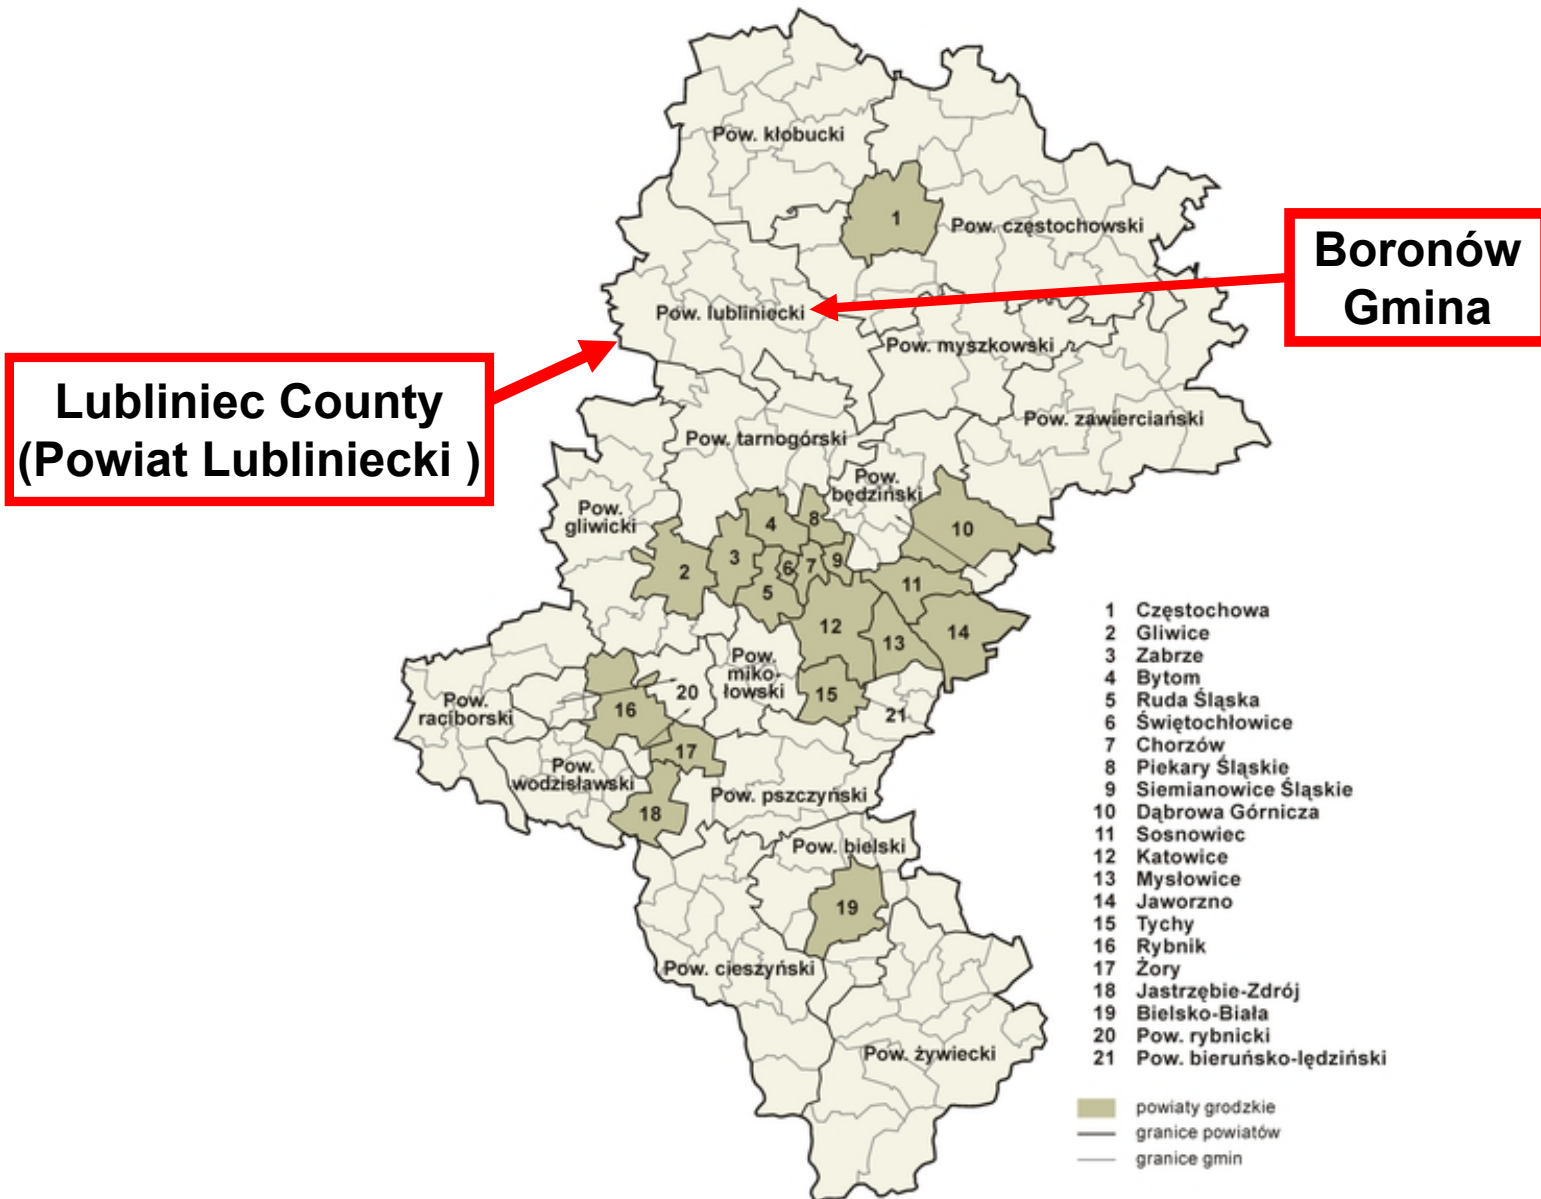 Pow. kłobucki
1
Pow. częstochowski
Boronów
Gmina
Pow. lubliniecki
Pow. myszkowski
Lubliniec County
(Powiat Lubliniecki )
Pow. zawierciański
Pow. tarnogórski
Pow.
będziński
Pow.
gliwicki
4
8
10
3
2
6
7
9
5
11
12
13
14
Pow.
miko-
łowski
Pow.
raciborski
20
15
16
21
17
Pow.
wodzisławski
Pow. pszczyński
18
Pow. bielski
19
Pow. cieszyński
Pow. żywiecki
1 Częstochowa
2 Gliwice
3 Zabrze
4 Bytom
5 Ruda Śląska
6 Świętochłowice
7 Chorzów
8 Piekary Śląskie
9 Siemianowice Śląskie
10 Dąbrowa Górnicza
11 Sosnowiec
12 Katowice
13 Mysłowice
14 Jaworzno
15 Tychy
16 Rybnik
17 Żory
18 Jastrzębie-Zdrój
19 Bielsko-Biała
20 Pow. rybnicki
21 Pow. bieruńsko-lędziński
powiaty grodzkie
granice powiatów
granice gmin